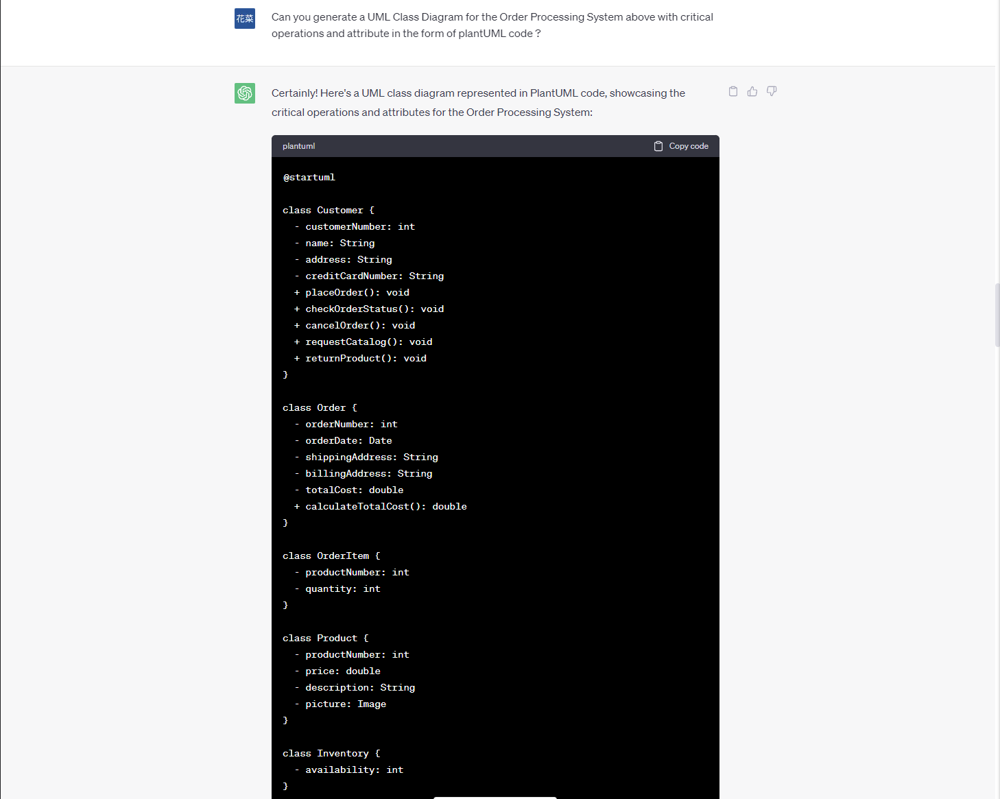 花菜
Can you generate a UML Class Diagram for the Order Processing System above with critical
operations and attribute in the form of plantUML code ?
Certainly! Here's a UML class diagram represented in PlantUML code, showcasing the
critical operations and attributes for the Order Processing System:
plantuml
Copy code
@startuml
class Customer {
- customerNumber: int
- name: String
- address: String
- creditCardNumber: String
+ placeOrder(): void
+ checkOrderStatus(): void
+ cancelOrder(): void
+ requestCatalog(): void
+ returnProduct(): void
}
class Order {
- orderNumber: int
- orderDate: Date
- shippingAddress: String
- billingAddress: String
- totalCost: double
+ calculateTotalCost(): double
}
class OrderItem {
- productNumber: int
- quantity: int
}
class Product {
- productNumber: int
- price: double
- description: String
- picture: Image
}
class Inventory {
- availability: int
}